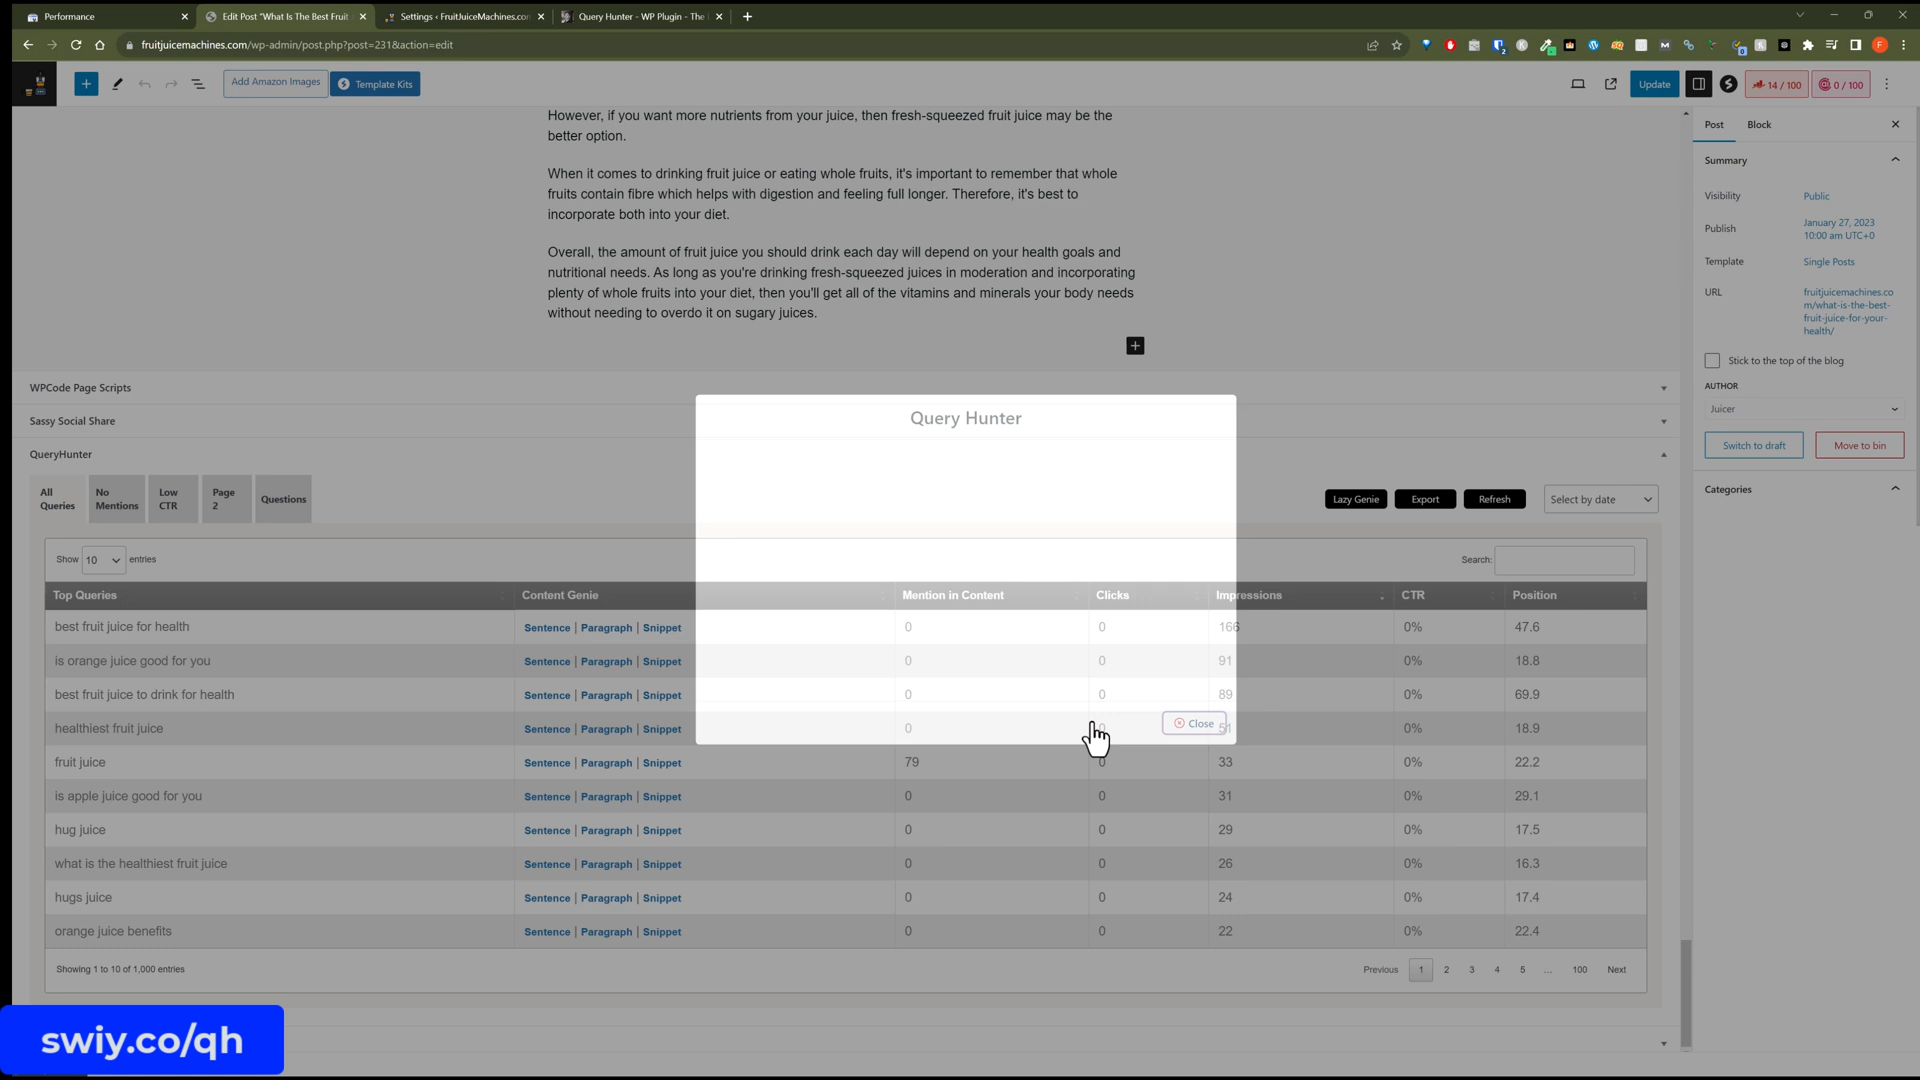 Performance
Edit Post "What Is The Best Fruit
Settings ‹ FruitJuiceMachines.con
Query Hunter - WP Plugin - The
fruitjuicemachines.com/wp-admin/post.php?post=231&action=edit
Add Amazon Images
Template Kits
Update
14 / 100
0 / 100
However, if you want more nutrients from your juice, then fresh-squeezed fruit juice may be the
better option.
When it comes to drinking fruit juice or eating whole fruits, it's important to remember that whole
fruits contain fibre which helps with digestion and feeling full longer. Therefore, it's best to
incorporate both into your diet.
Overall, the amount of fruit juice you should drink each day will depend on your health goals and
nutritional needs. As long as you're drinking fresh-squeezed juices in moderation and incorporating
plenty of whole fruits into your diet, then you'll get all of the vitamins and minerals your body needs
without needing to overdo it on sugary juices.
Post Block
Summary
Visibility Public
Publish January 27, 2023
10:00 am UTC+0
Template Single Posts
URL fruitjuicemachines.co
m/what-is-the-best-
fruit-juice-for-your-
health/
Stick to the top of the blog
AUTHOR
Juicer
Switch to draft Move to bin
Categories
WPCode Page Scripts
Sassy Social Share
QueryHunter
Query Hunter
Close
All
Queries
No
Mentions
Low
CTR
Page
2
Questions
Lazy Genie Export Refresh Select by date
Show 10 entries
Search:
Top Queries Content Genie Mention in Content Clicks Impressions CTR Position
best fruit juice for health Sentence | Paragraph | Snippet 0 0 166 0% 47.6
is orange juice good for you Sentence | Paragraph | Snippet 0 0 91 0% 18.8
best fruit juice to drink for health Sentence | Paragraph | Snippet 0 0 89 0% 69.9
healthiest fruit juice Sentence | Paragraph | Snippet 0 0 51 0% 18.9
fruit juice Sentence | Paragraph | Snippet 79 0 33 0% 22.2
is apple juice good for you Sentence | Paragraph | Snippet 0 0 31 0% 29.1
hug juice Sentence | Paragraph | Snippet 0 0 29 0% 17.5
what is the healthiest fruit juice Sentence | Paragraph | Snippet 0 0 26 0% 16.3
hugs juice Sentence | Paragraph | Snippet 0 0 24 0% 17.4
orange juice benefits Sentence | Paragraph | Snippet 0 0 22 0% 22.4
Showing 1 to 10 of 1,000 entries
Previous 1 2 3 4 5 ... 100 Next
swiy.co/qh